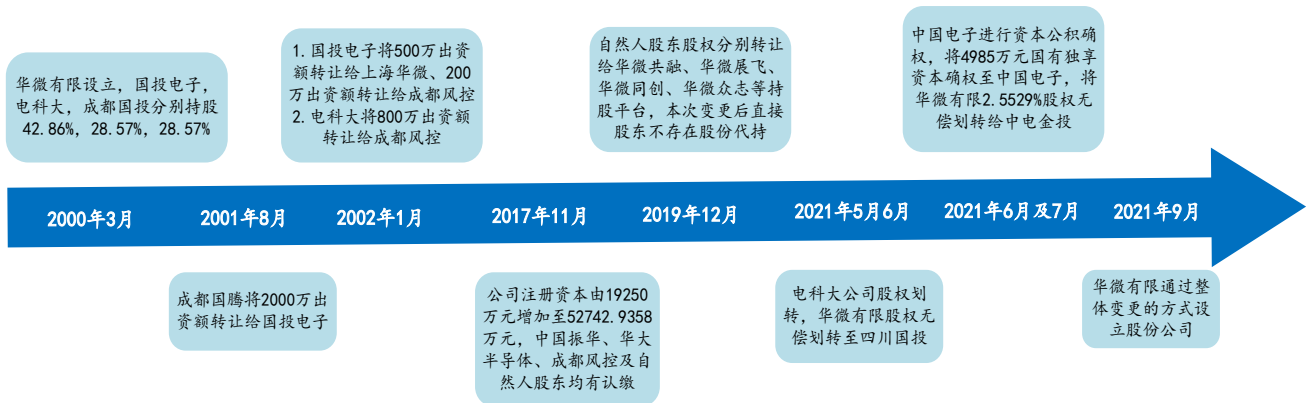 华微有限设立，国投电子，
电科大，成都国投分别持股
42.86%，28.57%，28.57%
1. 国投电子将500万出资
额转让给上海华微、200
万出资额转让给成都风控
2. 电科大将800万出资额
转让给成都风控
自然人股东股权分别转让
给华微共融、华微展飞、
华微同创、华微众志等持
股平台，本次变更后直接
股东不存在股份代持
中国电子进行资本公积确
权，将4985万元国有独享
资本确权至中国电子，将
华微有限2.5529%股权无
偿划转给中电金投
2000年3月
2001年8月
2002年1月
2017年11月
2019年12月
2021年5月6月
2021年6月及7月
2021年9月
成都国腾将2000万出
资额转让给国投电子
公司注册资本由19250
万元增加至52742.9358
万元，中国振华、华大
半导体、成都风控及自
然人股东均有认缴
电科大公司股权划
转，华微有限股权无
偿划转至四川国投
华微有限通过整
体变更的方式设
立股份公司